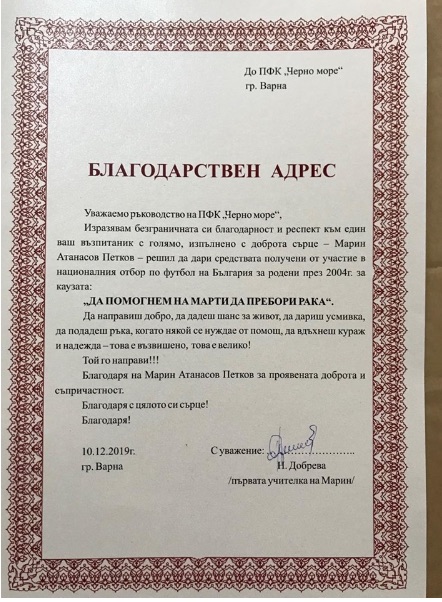 До ПФК „Черно море“
гр. Варна
БЛАГОДАРСТВЕН АДРЕС
Уважаемо ръководство на ПФК „Черно море“,
Изразявам безграничната си благодарност и респект към един
ваш възпитаник с голямо, изпълнено с доброта сърце – Марин
Атанасов Петков – решил да дари средствата получени от участие в
националния отбор по футбол на България за родени през 2004г. за
каузата:
„ДА ПОМОГНЕМ НА МАРТИ ДА ПРЕБОРИ РАКА“.
Да направиш добро, да дадеш шанс за живот, да дариш усмивка,
да подадеш ръка, когато някой се нуждае от помощ, да вдъхнеш кураж
и надежда – това е възвишено, това е велико!
Той го направи!!!
Благодаря на Марин Атанасов Петков за проявената доброта и
съпричастност.
Благодаря с цялото си сърце!
Благодаря!
10.12.2019г. С уважение:.....................
гр. Варна Н. Добрева
/първата учителка на Марин/